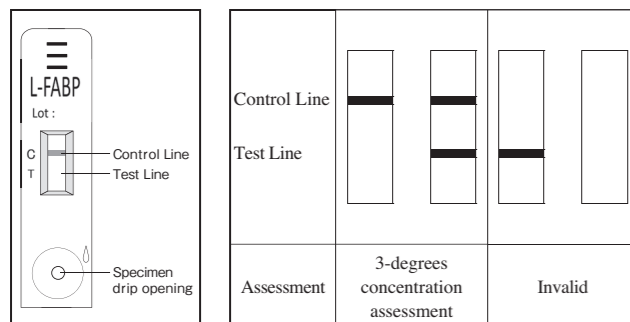 L-FABP
Lot :
C
T
Control Line
Test Line
Specimen
drip opening
Control Line
Test Line
Assessment
3-degrees
concentration
assessment
Invalid